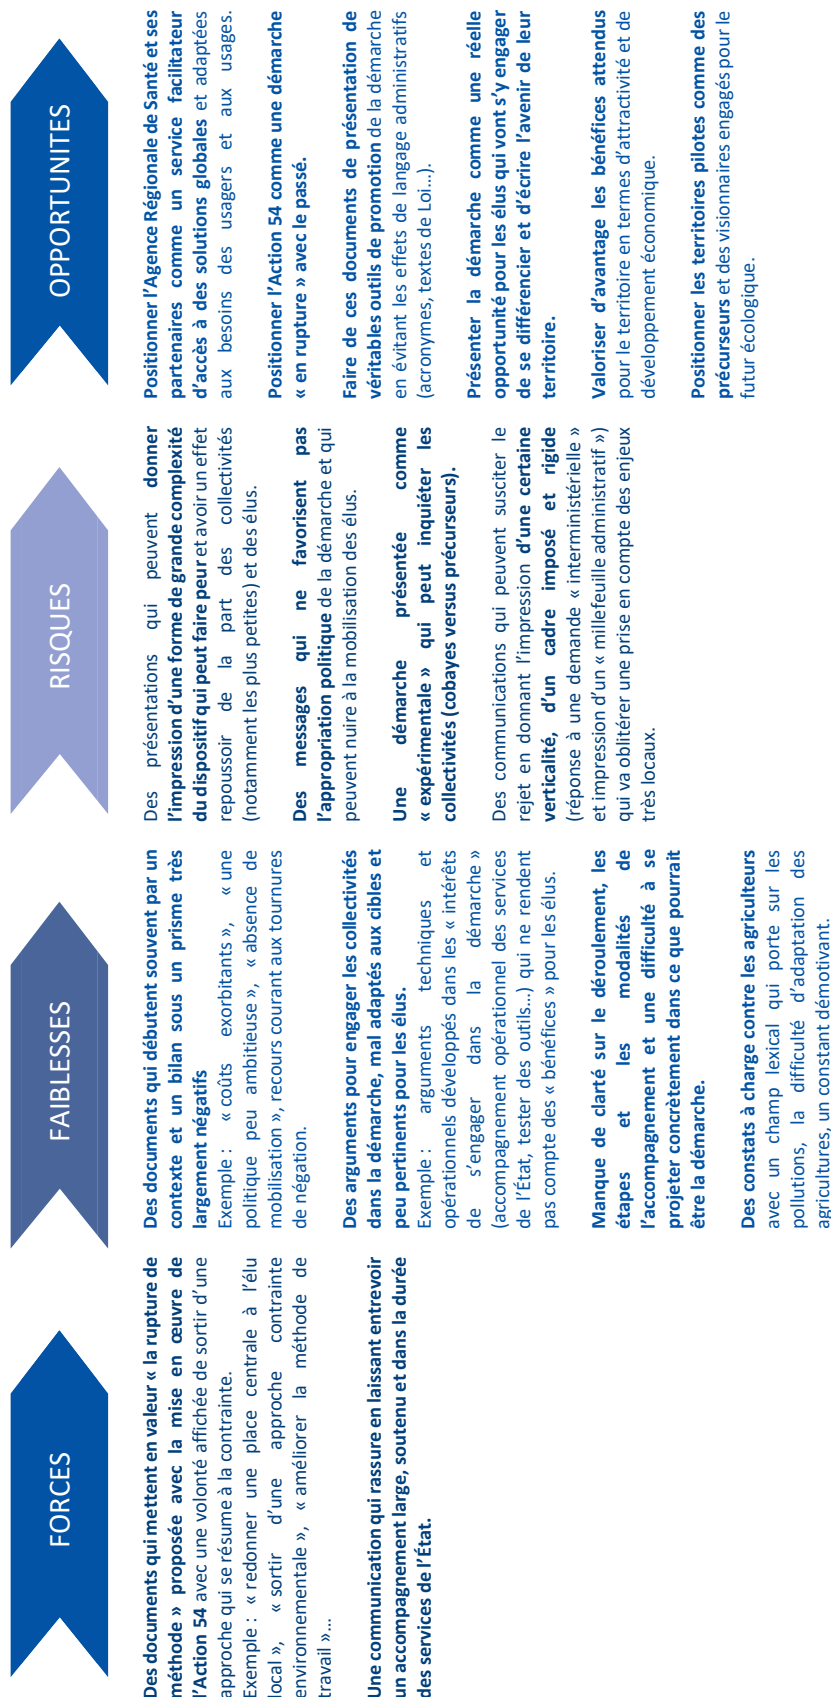 FORCES
Des documents qui mettent en valeur « la rupture de
méthode » proposée avec la mise en œuvre de
l'Action 54 avec une volonté affichée de sortir d'une
approche qui se résume à la contrainte.
Exemple : « redonner une place centrale à l'élu
local », « sortir d'une approche contrainte
environnementale », « améliorer la méthode de
travail »...
Une communication qui rassure en laissant entrevoir
un accompagnement large, soutenu et dans la durée
des services de l'État.
FAIBLESSES
Des documents qui débutent souvent par un
contexte et un bilan sous un prisme très
largement négatifs
Exemple : « coûts exorbitants », « une
politique peu ambitieuse », « absence de
mobilisation », recours courant aux tournures
de négation.
Des arguments pour engager les collectivités
dans la démarche, mal adaptés aux cibles et
peu pertinents pour les élus.
Exemple : arguments techniques et
opérationnels développés dans les « intérêts
de s'engager dans la démarche »
(accompagnement opérationnel des services
de l'État, tester des outils...) qui ne rendent
pas compte des « bénéfices » pour les élus.
Manque de clarté sur le déroulement, les
étapes et les modalités de
l'accompagnement et une difficulté à se
projeter concrètement dans ce que pourrait
être la démarche.
Des constats à charge contre les agriculteurs
avec un champ lexical qui porte sur les
pollutions, la difficulté d'adaptation des
agricultures, un constant démotivant.
RISQUES
Des présentations qui peuvent donner
l'impression d'une forme de grande complexité
du dispositif qui peut faire peur et avoir un effet
repoussoir de la part des collectivités
(notamment les plus petites) et des élus.
Des messages qui ne favorisent pas
l'appropriation politique de la démarche et qui
peuvent nuire à la mobilisation des élus.
Une démarche présentée comme
« expérimentale » qui peut inquiéter les
collectivités (cobayes versus précurseurs).
Des communications qui peuvent susciter le
rejet en donnant l'impression d'une certaine
verticalité, d'un cadre imposé et rigide
(réponse à une demande « interministérielle »
et impression d'un « millefeuille administratif »)
qui va oblitérer une prise en compte des enjeux
très locaux.
OPPORTUNITES
Positionner l'Agence Régionale de Santé et ses
partenaires comme un service facilitateur
d'accès à des solutions globales et adaptées
aux besoins des usagers et aux usages.
Positionner l'Action 54 comme une démarche
« en rupture » avec le passé.
Faire de ces documents de présentation de
véritables outils de promotion de la démarche
en évitant les effets de langage administratifs
(acronymes, textes de Loi...).
Présenter la démarche comme une réelle
opportunité pour les élus qui vont s'y engager
de se différencier et d'écrire l'avenir de leur
territoire.
Valoriser d'avantage les bénéfices attendus
pour le territoire en termes d'attractivité et de
développement économique.
Positionner les territoires pilotes comme des
précurseurs et des visionnaires engagés pour le
futur écologique.